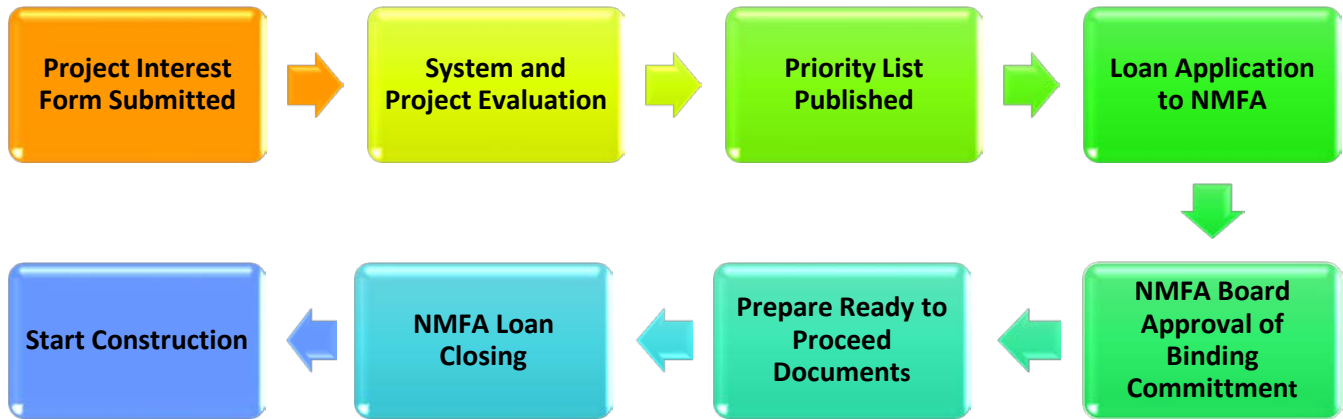 Project Interest
Form Submitted
System and
Project Evaluation
Priority List
Published
Loan Application
to NMFA
NMFA Board
Approval of
Binding
Committment
Prepare Ready to
Proceed
Documents
NMFA Loan
Closing
Start Construction